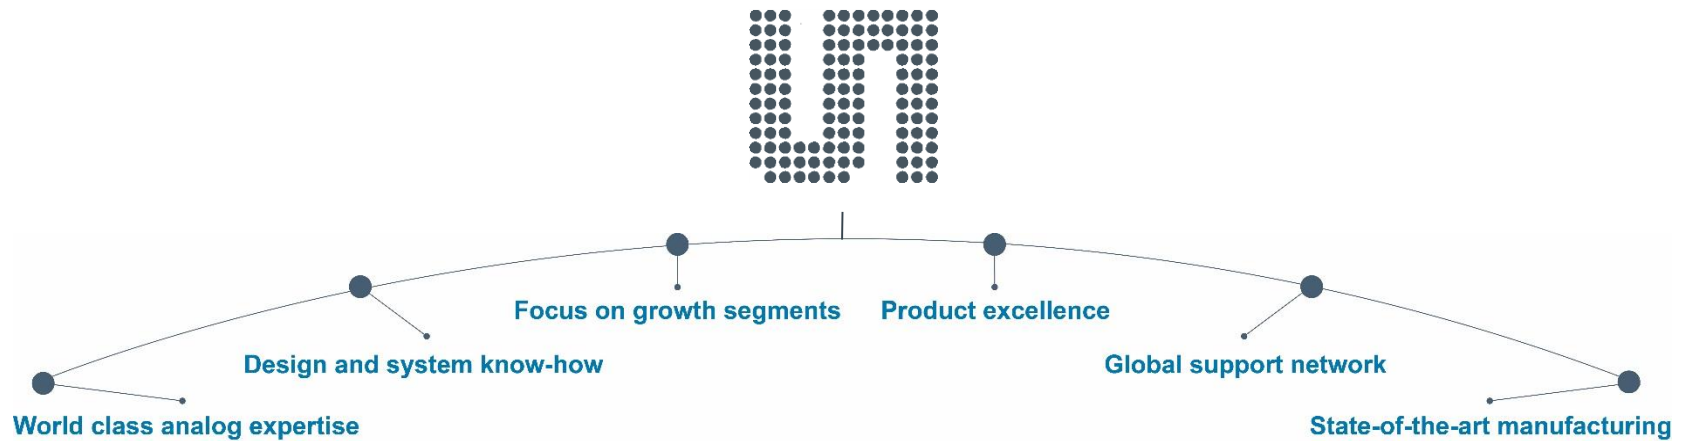 Focus on growth segments
Product excellence
Design and system know-how
Global support network
World class analog expertise
State-of-the-art manufacturing